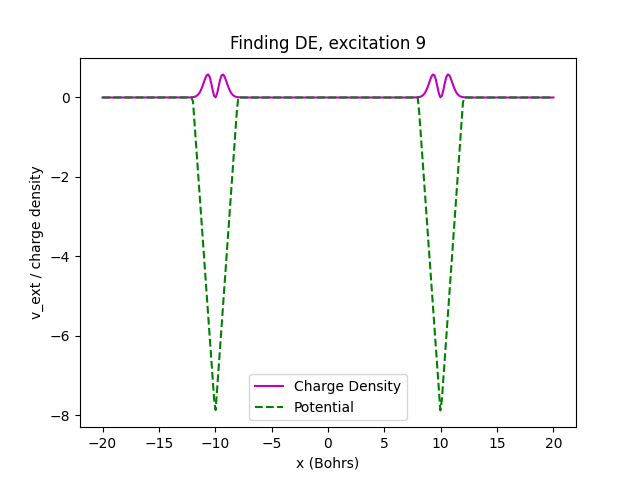 Finding DE, excitation 9
v_ext / charge density
0
−2
−4
−6
−8
Charge Density
Potential
−20
−15
−10
−5
0
5
10
15
20
x (Bohrs)